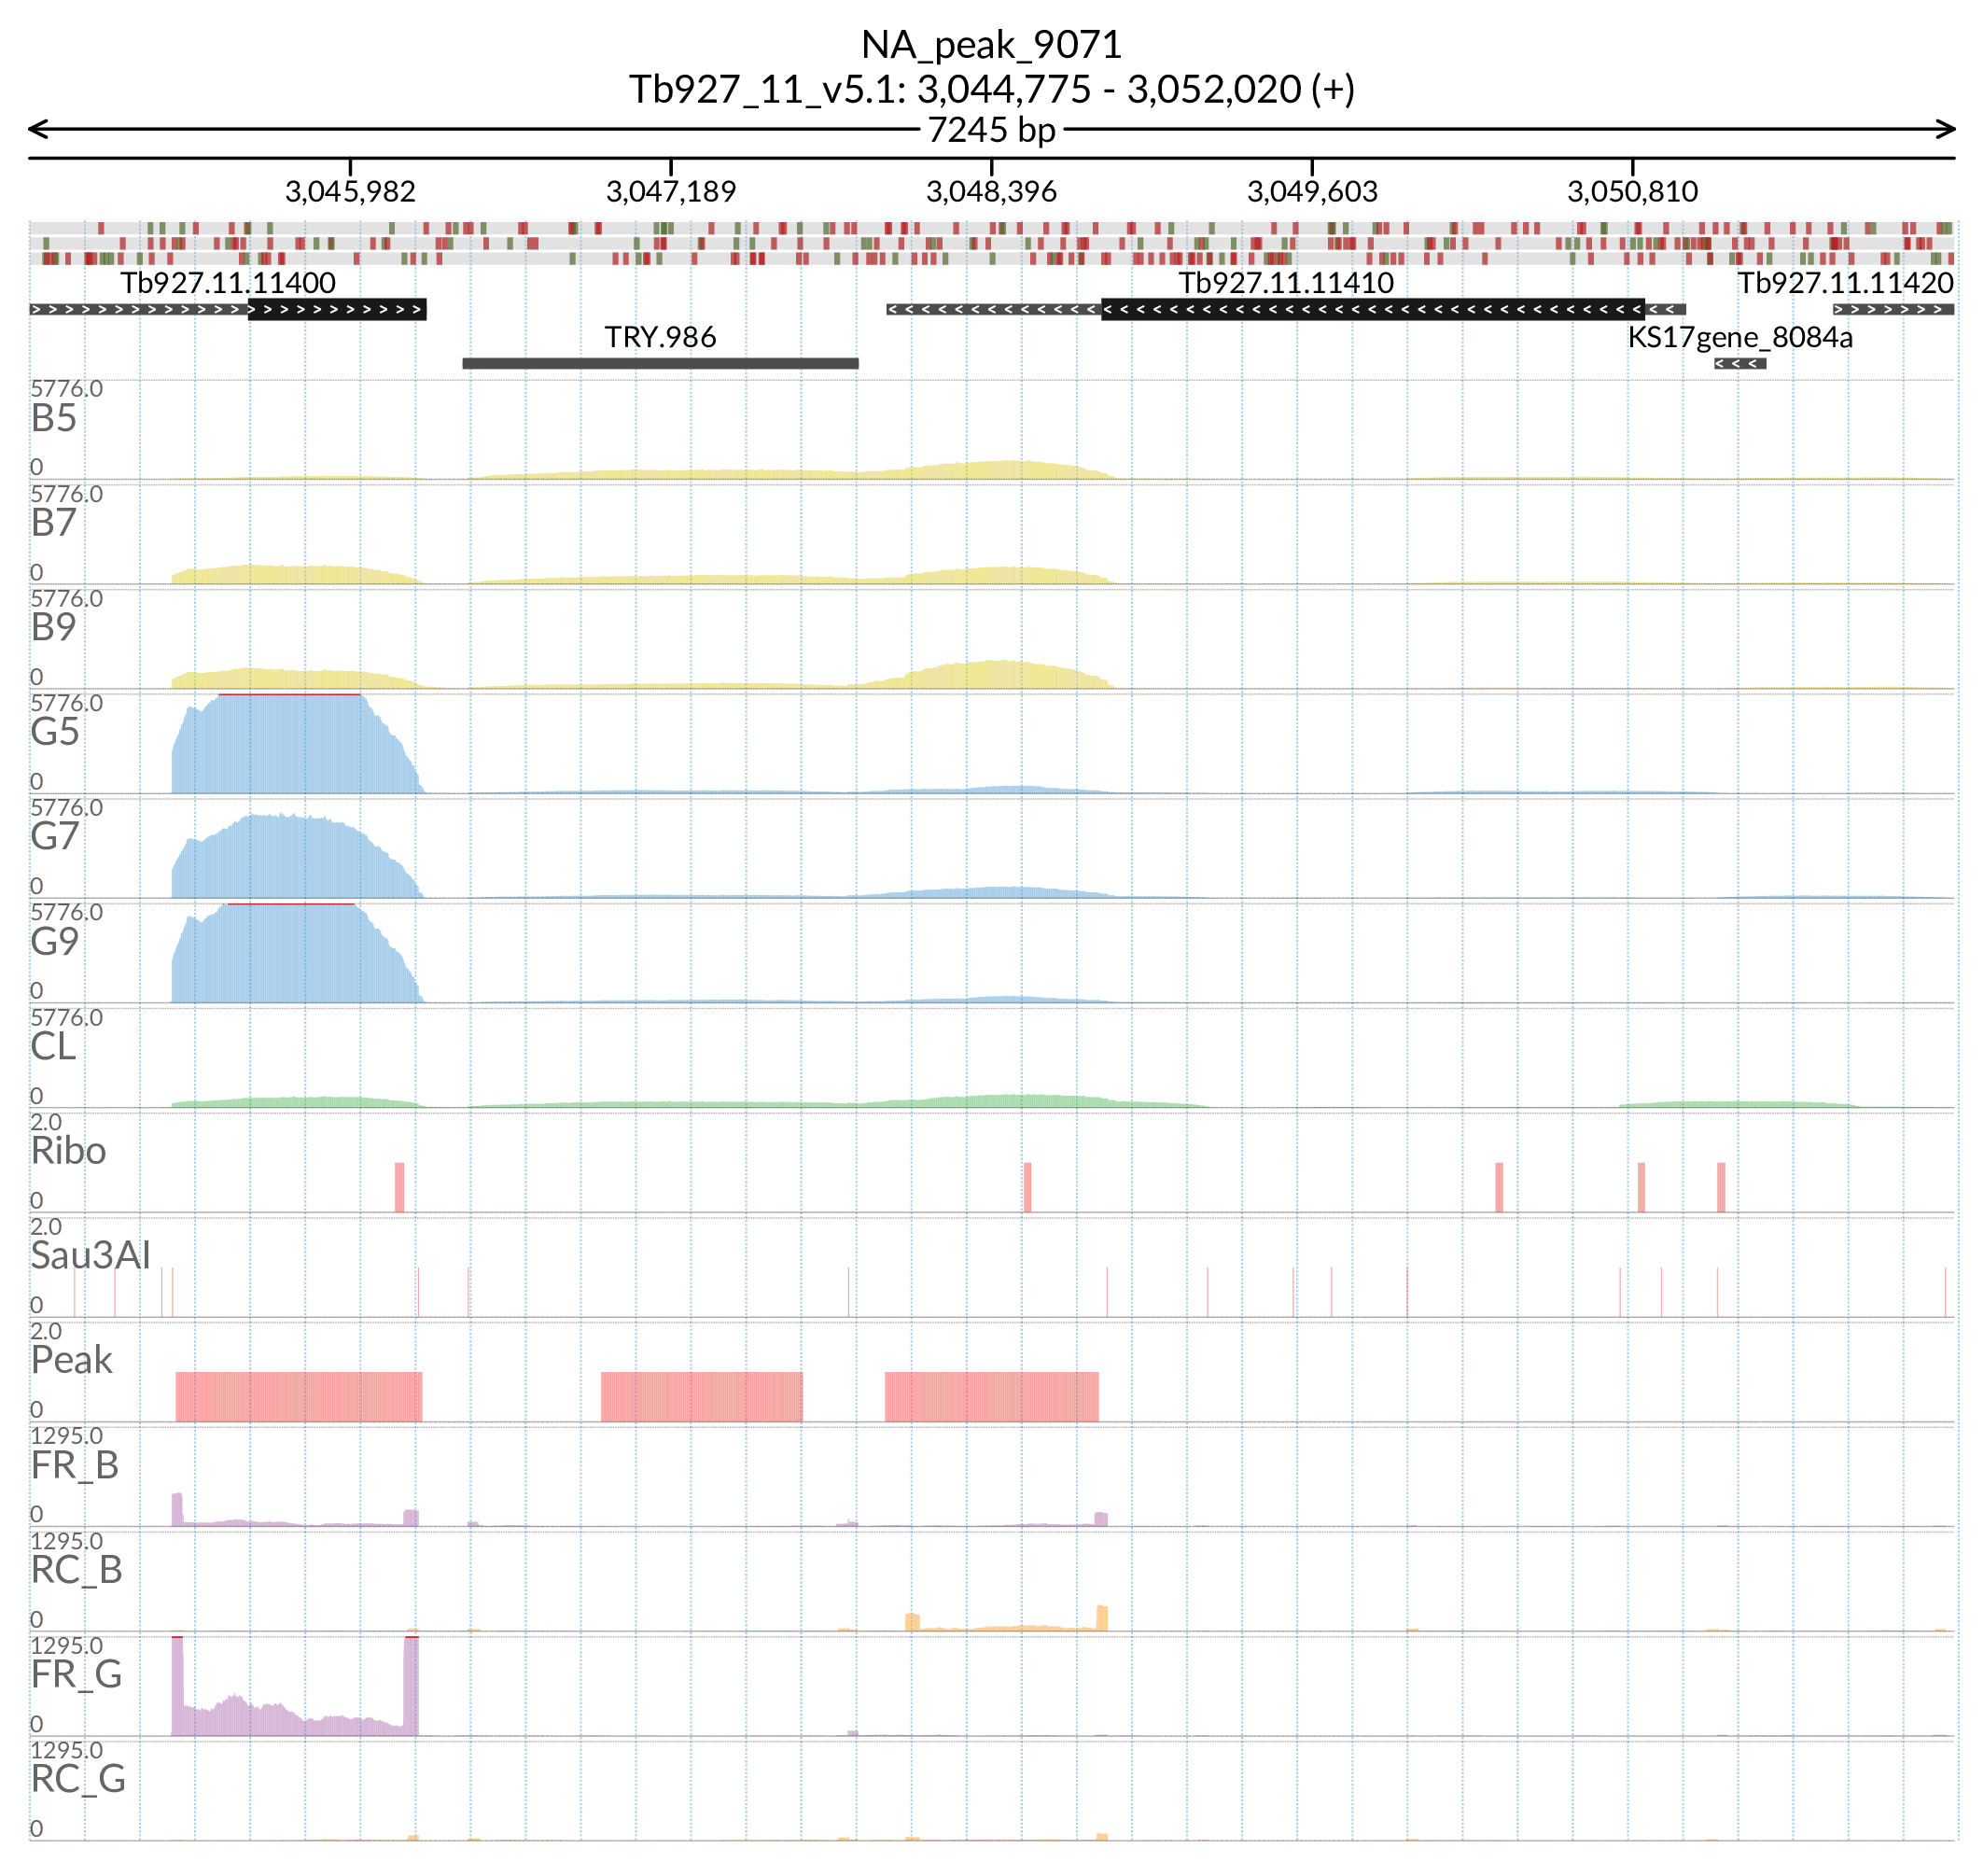 NA_peak_9071
Tb927_11_v5.1: 3,044,775 - 3,052,020 (+)
7245 bp
3,045,982 3,047,189 3,048,396 3,049,603 3,050,810
Tb927.11.11400 Tb927.11.11410 Tb927.11.11420
TRY.986 KS17gene_8084a
5776.0
B5
0
5776.0
B7
0
5776.0
B9
0
5776.0
G5
0
5776.0
G7
0
5776.0
G9
0
5776.0
CL
0
2.0
Ribo
0
2.0
Sau3AI
0
2.0
Peak
0
1295.0
FR_B
0
1295.0
RC_B
0
1295.0
FR_G
0
1295.0
RC_G
0